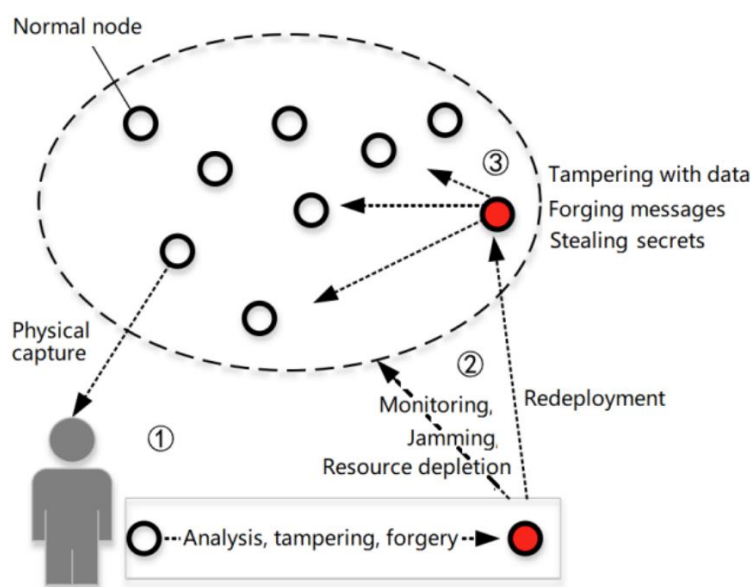 Normal node
③
Tampering with data
Forging messages
Stealing secrets
Physical
capture
②
Monitoring,
Redeployment
Jamming,
①
Resource depletion
Analysis, tampering, forgery